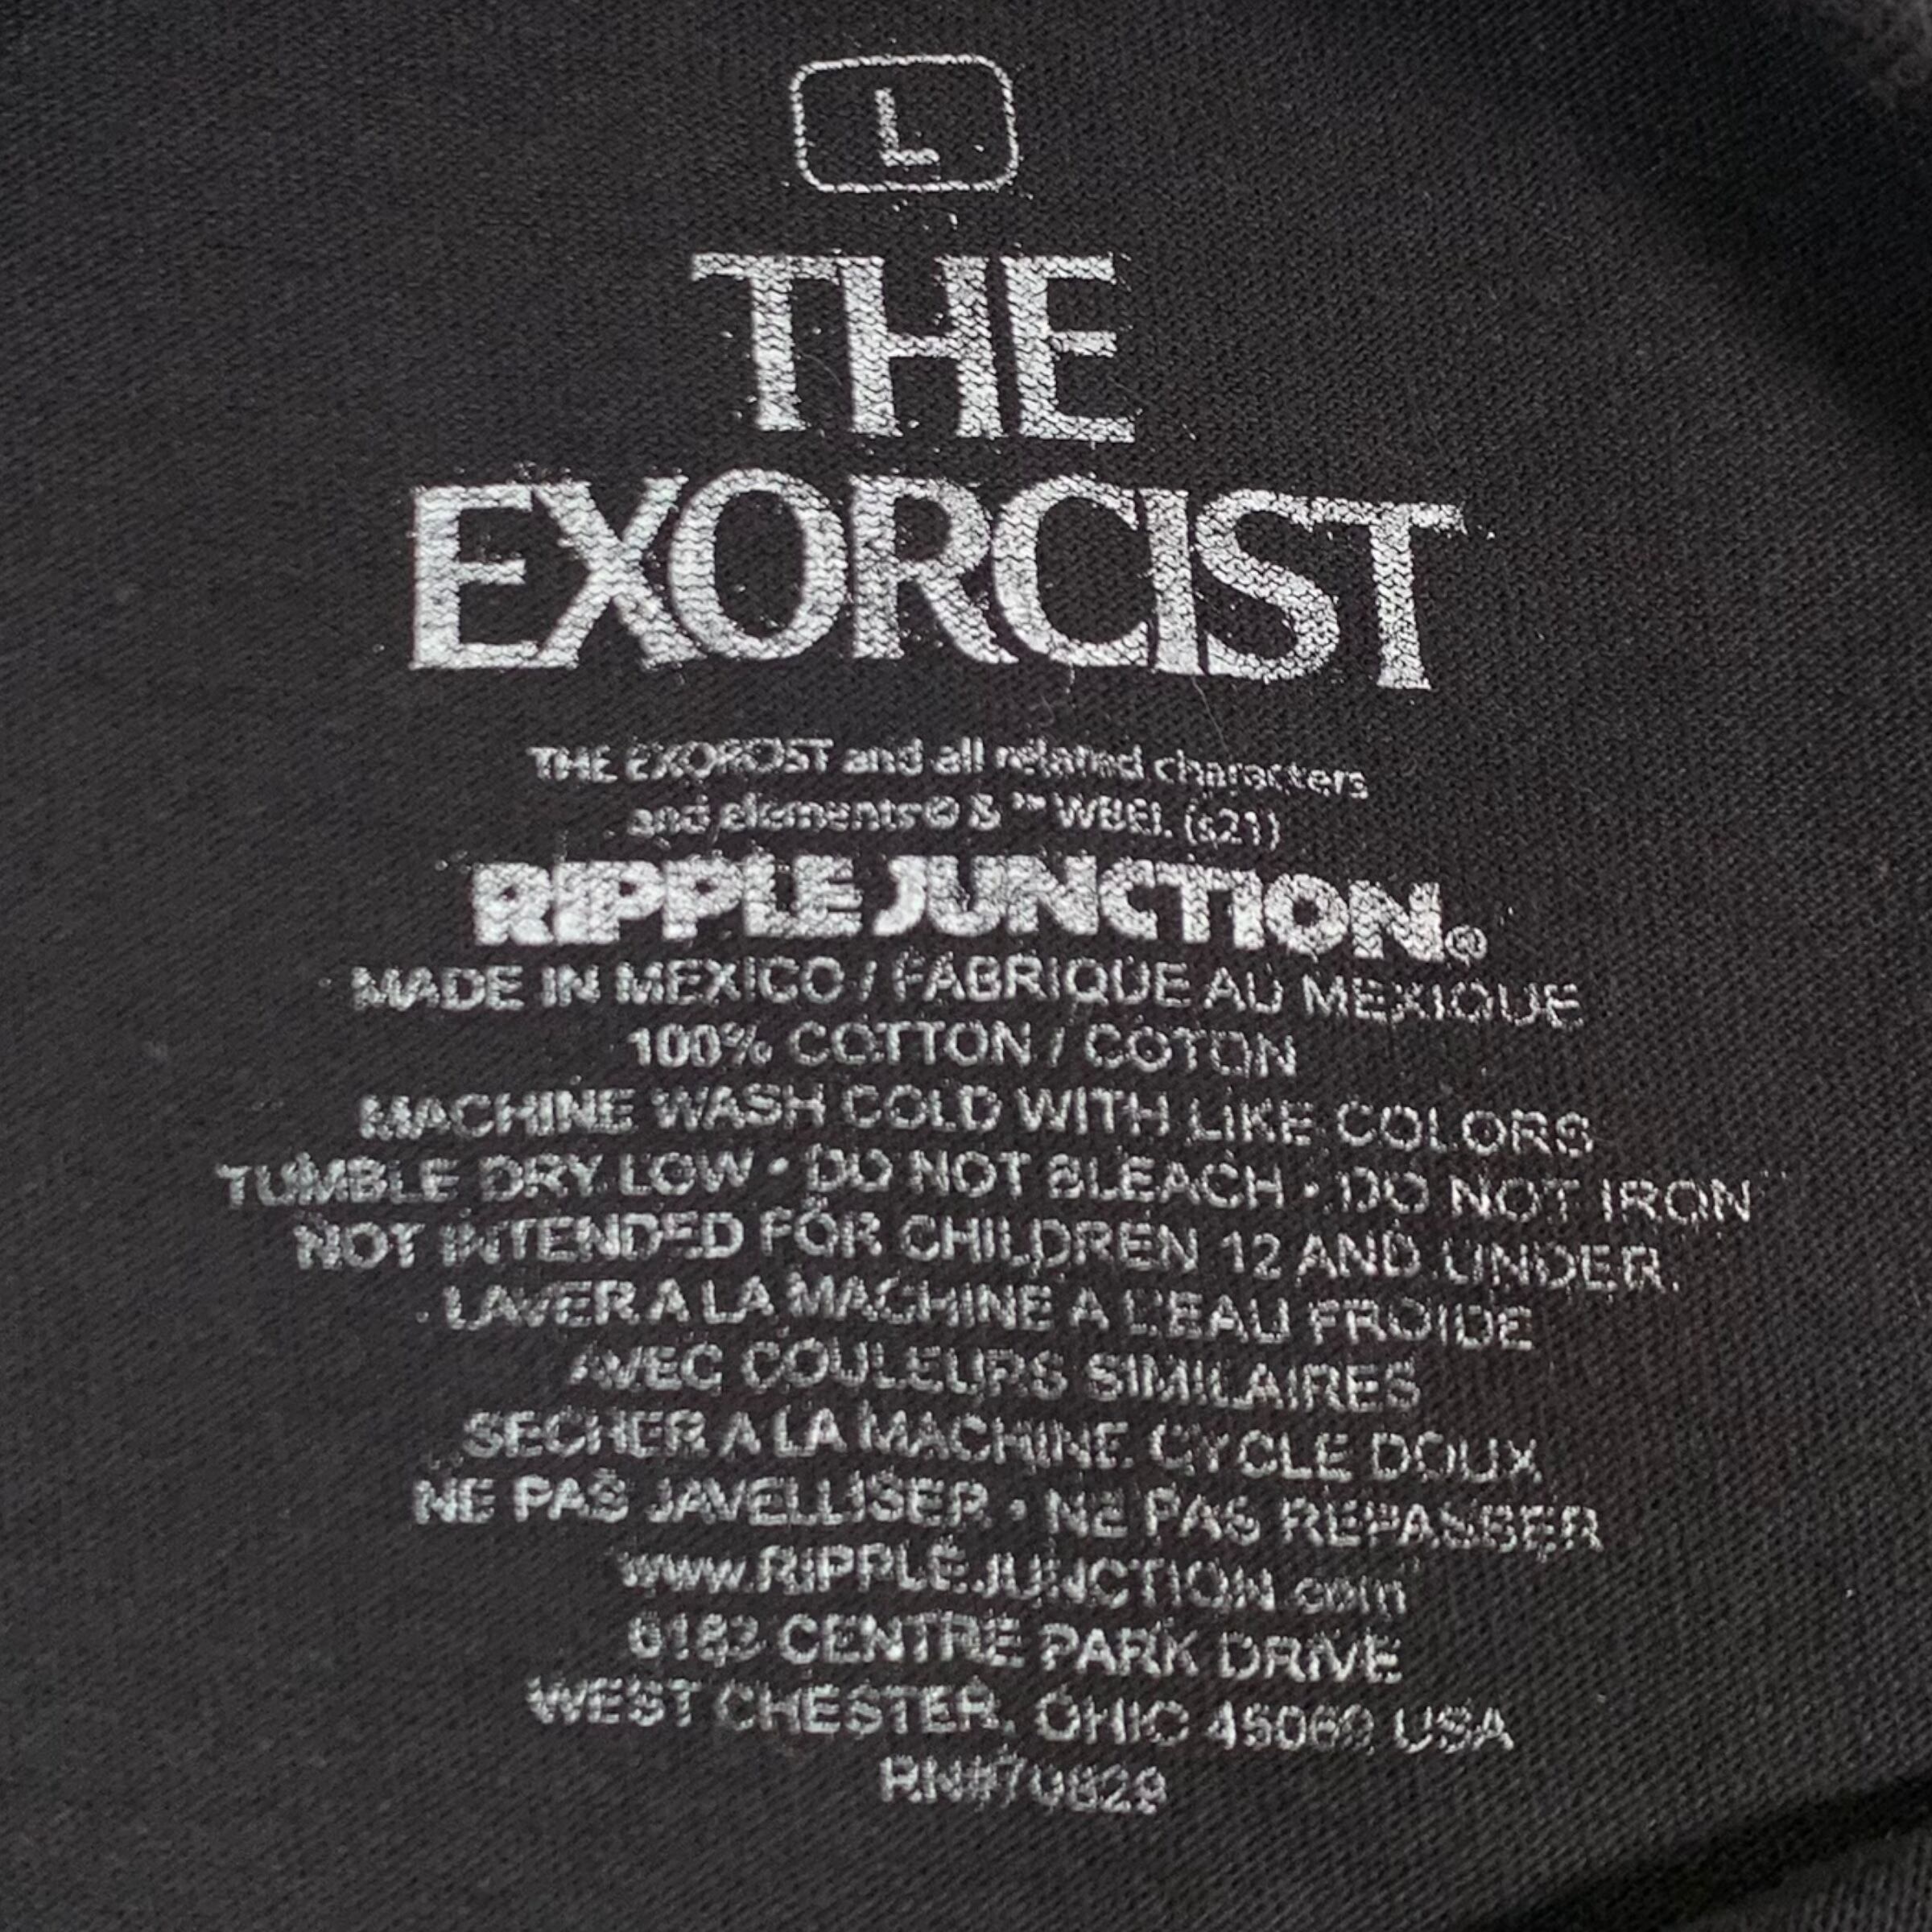 L
THE
EXORCIST
THE EXORCIST and all related characters
and elements © & ™ WBEI. (s21)
RIPPLE JUNCTION®
MADE IN MEXICO / FABRIQUE AU MEXIQUE
100% COTTON / COTON
MACHINE WASH COLD WITH LIKE COLORS
TUMBLE DRY LOW • DO NOT BLEACH • DO NOT IRON
NOT INTENDED FOR CHILDREN 12 AND UNDER.
LAVER A LA MACHINE A L'EAU FROIDE
AVEC COULEURS SIMILAIRES
SECHER A LA MACHINE CYCLE DOUX
NE PAS JAVELLISER • NE PAS REPASSER
www.RIPPLEJUNCTION.com
6183 CENTRE PARK DRIVE
WEST CHESTER, OHIO 45069 USA
RN#70829